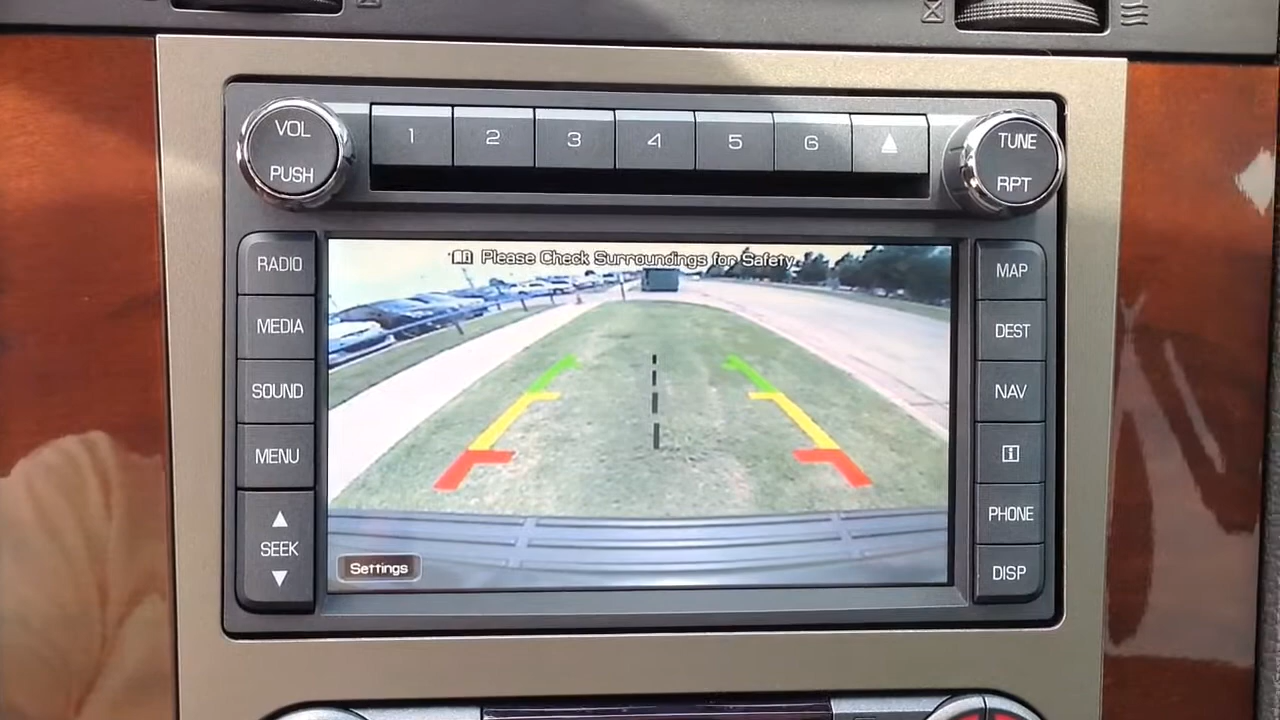 VOL
PUSH
1
2
3
4
5
6
TUNE
RPT
RADIO
MEDIA
SOUND
MENU
SEEK
Please Check Surroundings for Safety
Settings
MAP
DEST
NAV
i
PHONE
DISP